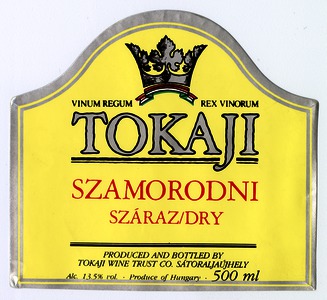 VINUM REGUM REX VINORUM
TOKAJI
SZAMORODNI
SZÁRAZ/DRY
PRODUCED AND BOTTLED BY
TOKAJI WINE TRUST CO. SÁTORALJAÚJHELY
Alc. 13.5% vol. - Produce of Hungary - 500 ml